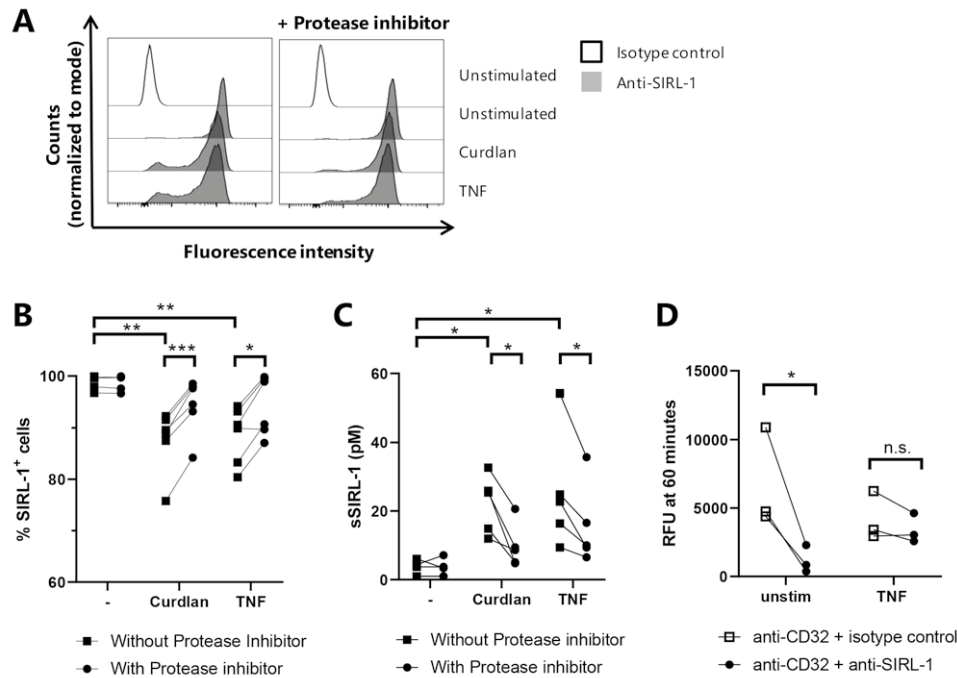 A
+ Protease inhibitor
Counts
(normalized to mode)
Fluorescence intensity
Unstimulated
Unstimulated
Curdlan
TNF
Isotype control
Anti-SIRL-1
B
**
**
***
*
% SIRL-1+ cells
100
80
60
-
Curdlan
TNF
Without Protease Inhibitor
With Protease inhibitor
C
*
*
*
*
sSIRL-1 (pM)
60
40
20
0
-
Curdlan
TNF
Without Protease inhibitor
With Protease inhibitor
D
*
n.s.
RFU at 60 minutes
15000
10000
5000
0
unstim
TNF
anti-CD32 + isotype control
anti-CD32 + anti-SIRL-1